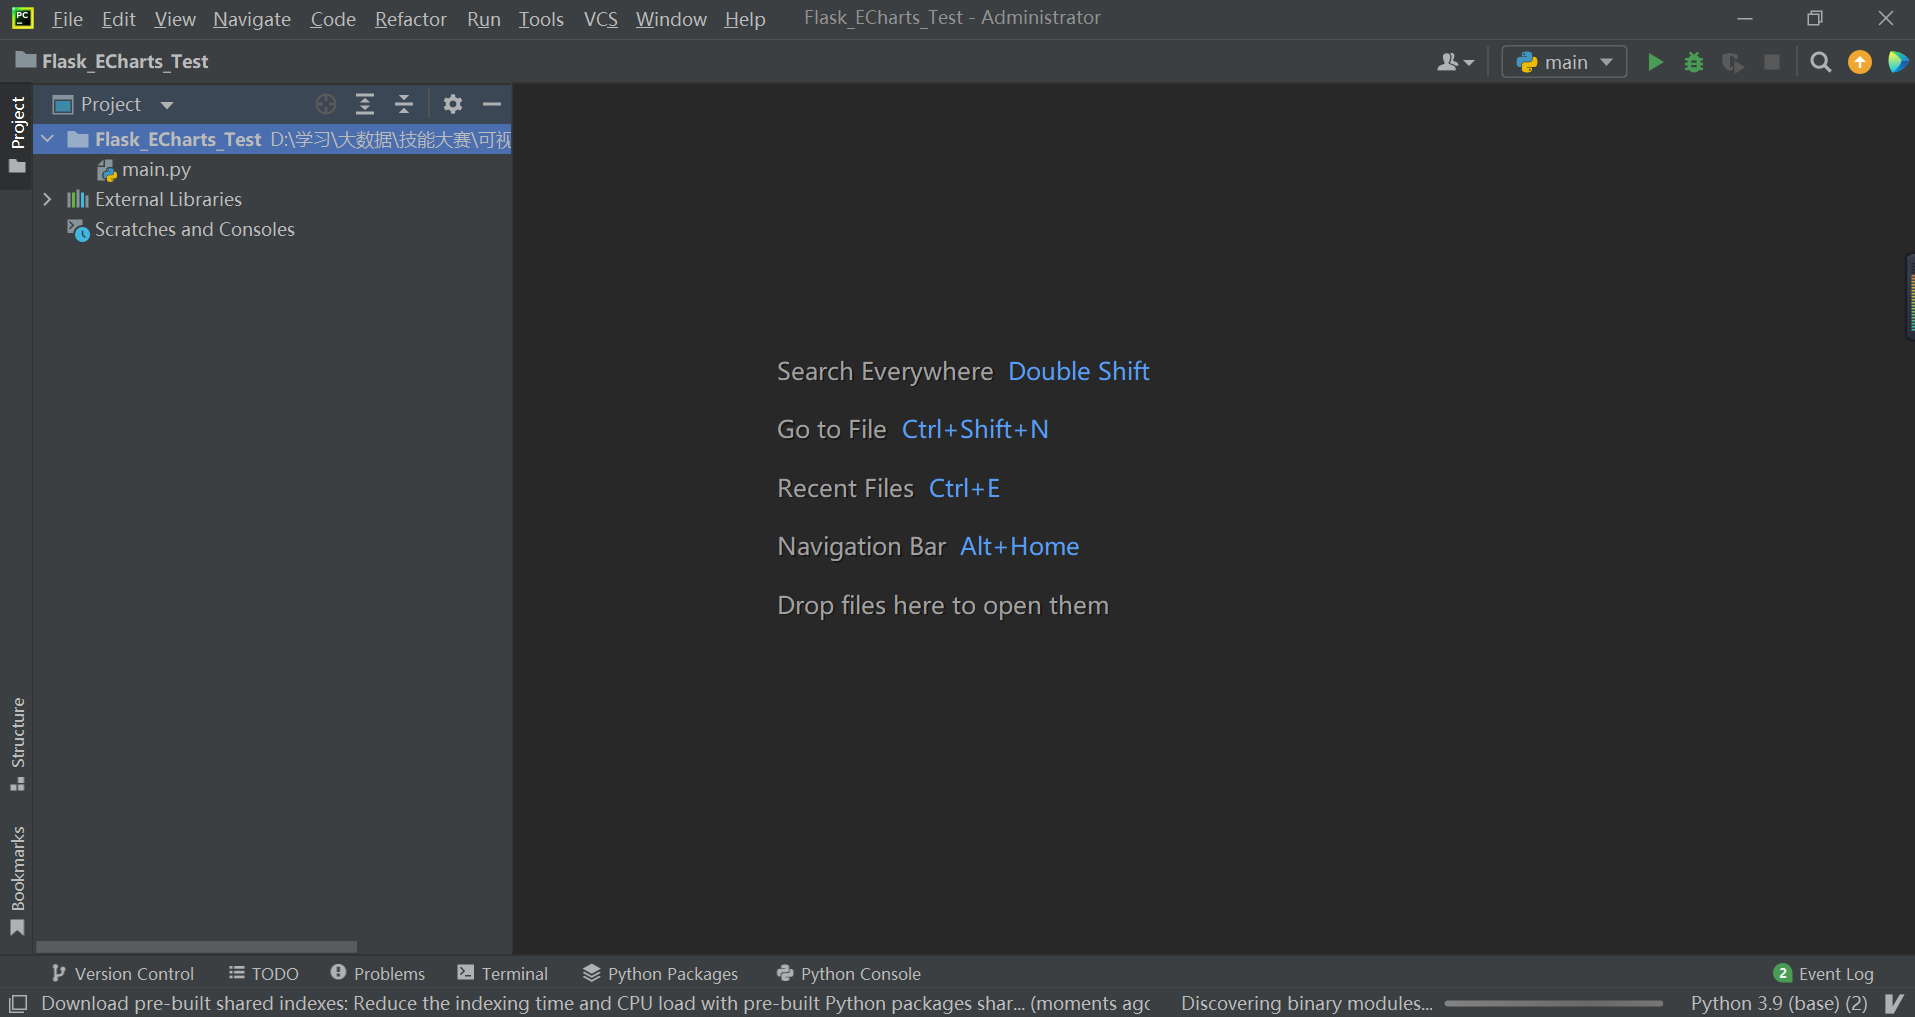 PC
File Edit View Navigate Code Refactor Run Tools VCS Window Help Flask_ECharts_Test - Administrator
Flask_ECharts_Test
main
Project
Project
Flask_ECharts_Test D:\学习\大数据\技能大赛\可视
main.py
External Libraries
Scratches and Consoles
Search Everywhere Double Shift
Go to File Ctrl+Shift+N
Recent Files Ctrl+E
Navigation Bar Alt+Home
Drop files here to open them
Structure
Bookmarks
Version Control TODO Problems Terminal Python Packages Python Console 2 Event Log
Download pre-built shared indexes: Reduce the indexing time and CPU load with pre-built Python packages shar... (moments agc Discovering binary modules... Python 3.9 (base) (2)